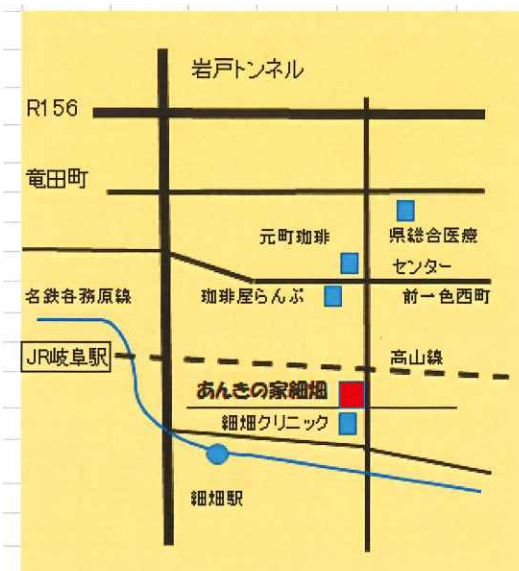 岩戸トンネル
R156
竜田町
元町珈琲
県総合医療
センター
名鉄各務原線
珈琲屋らんぷ
前一色西町
JR岐阜駅
高山線
あんきの家細畑
細畑クリニック
細畑駅